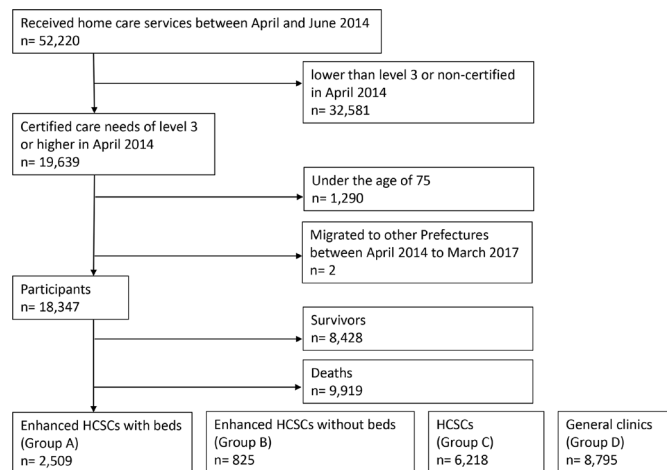 Received home care services between April and June 2014
n= 52,220
lower than level 3 or non-certified
in April 2014
n= 32,581
Certified care needs of level 3
or higher in April 2014
n= 19,639
Under the age of 75
n= 1,290
Migrated to other Prefectures
between April 2014 to March 2017
n= 2
Participants
n= 18,347
Survivors
n= 8,428
Deaths
n= 9,919
Enhanced HCSCs with beds
(Group A)
n= 2,509
Enhanced HCSCs without beds
(Group B)
n= 825
HCSCs
(Group C)
n= 6,218
General clinics
(Group D)
n= 8,795